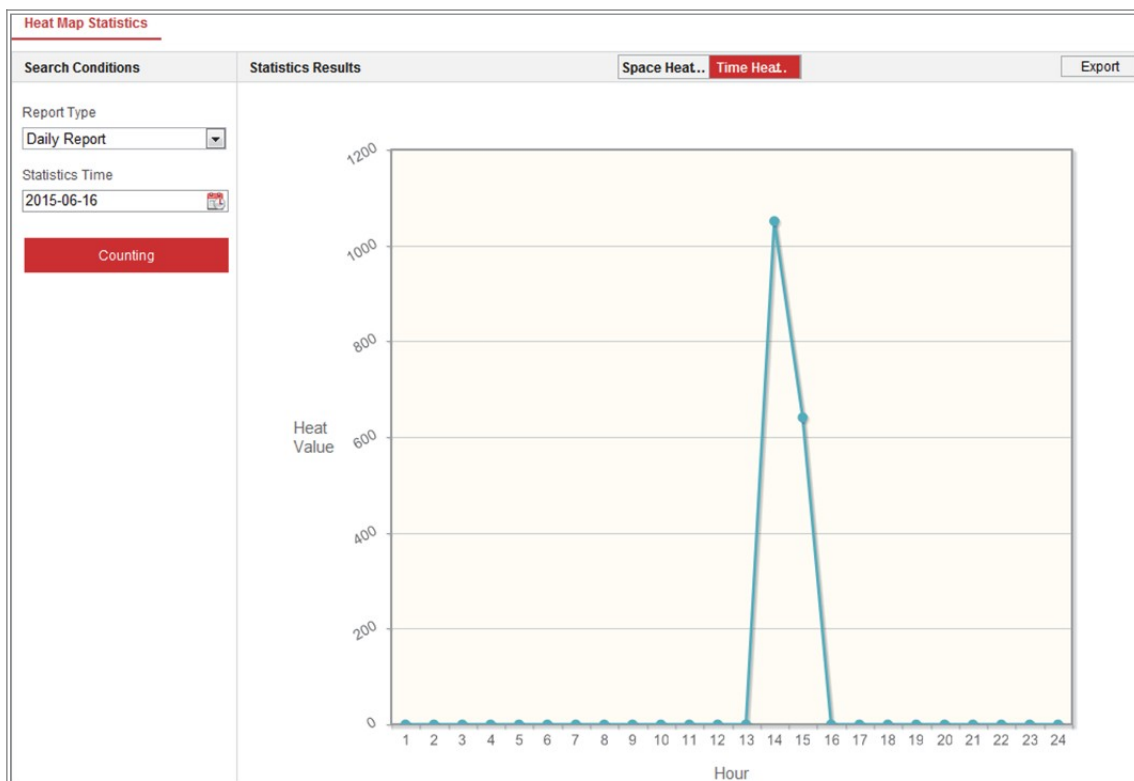 Heat Map Statistics
Search Conditions
Statistics Results
Space Heat...
Time Heat..
Export
Report Type
Daily Report
Statistics Time
2015-06-16
Counting
1200
1000
800
600
400
200
0
Heat
Value
1 2 3 4 5 6 7 8 9 10 11 12 13 14 15 16 17 18 19 20 21 22 23 24
Hour